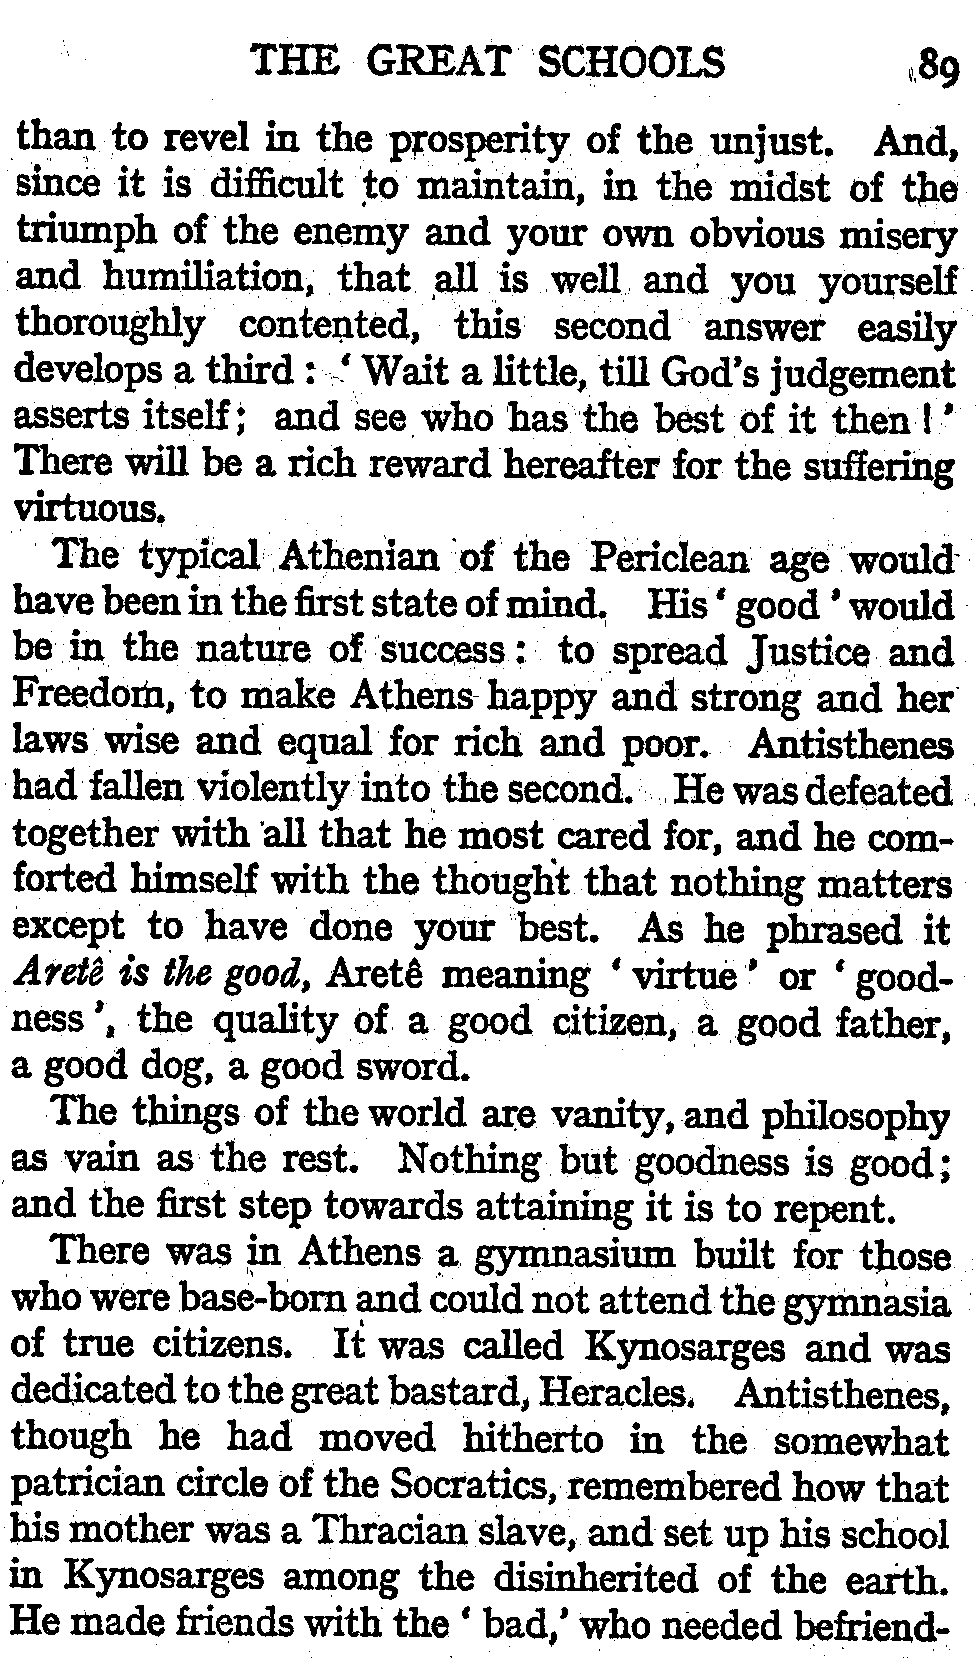 THE GREAT SCHOOLS 89
than to revel in the prosperity of the unjust. And,
since it is difficult to maintain, in the midst of the
triumph of the enemy and your own obvious misery
and humiliation, that all is well and you yourself
thoroughly contented, this second answer easily
develops a third : ‘ Wait a little, till God’s judgement
asserts itself ; and see who has the best of it then ! ’
There will be a rich reward hereafter for the suffering
virtuous.
The typical Athenian of the Periclean age would
have been in the first state of mind. His ‘ good ’ would
be in the nature of success : to spread Justice and
Freedom, to make Athens happy and strong and her
laws wise and equal for rich and poor. Antisthenes
had fallen violently into the second. He was defeated
together with all that he most cared for, and he com-
forted himself with the thought that nothing matters
except to have done your best. As he phrased it
Aretê is the good, Aretê meaning ‘ virtue ’ or ‘ good-
ness ’, the quality of a good citizen, a good father,
a good dog, a good sword.
The things of the world are vanity, and philosophy
as vain as the rest. Nothing but goodness is good ;
and the first step towards attaining it is to repent.
There was in Athens a gymnasium built for those
who were base-born and could not attend the gymnasia
of true citizens. It was called Kynosarges and was
dedicated to the great bastard, Heracles. Antisthenes,
though he had moved hitherto in the somewhat
patrician circle of the Socratics, remembered how that
his mother was a Thracian slave, and set up his school
in Kynosarges among the disinherited of the earth.
He made friends with the ‘ bad,’ who needed befriend-